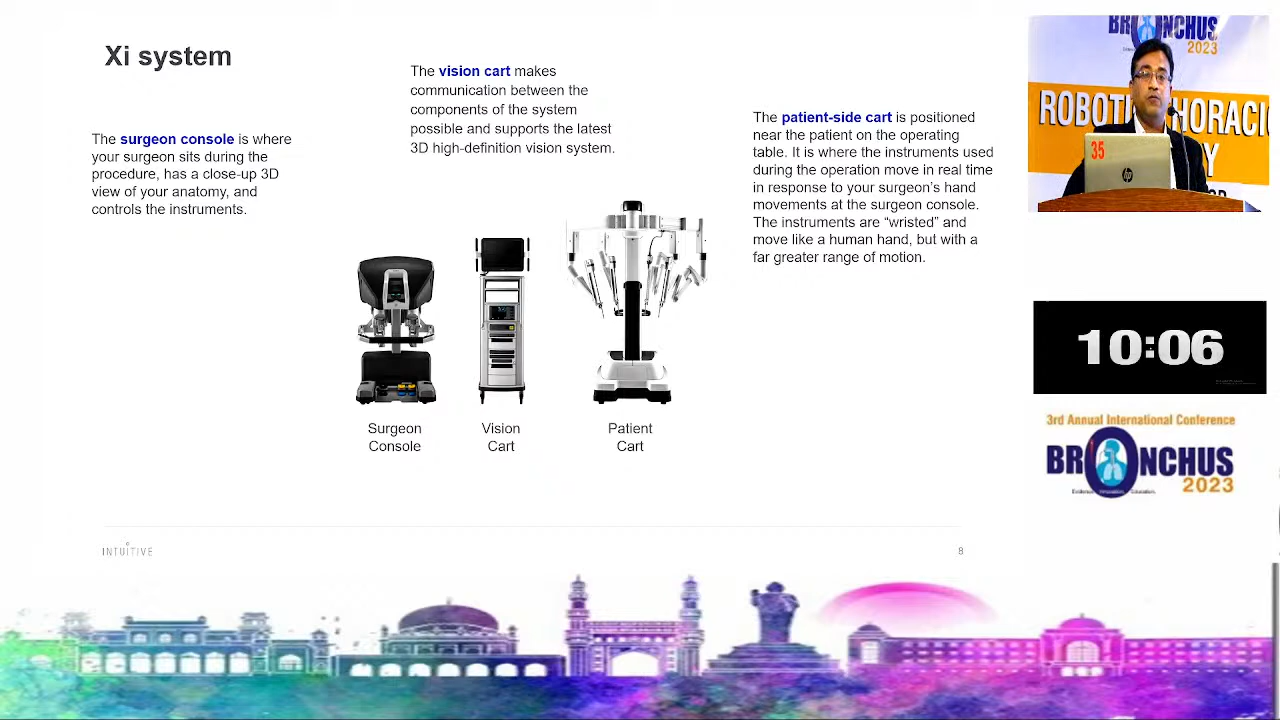 Xi system
The surgeon console is where
your surgeon sits during the
procedure, has a close-up 3D
view of your anatomy, and
controls the instruments.
The vision cart makes
communication between the
components of the system
possible and supports the latest
3D high-definition vision system.
The patient-side cart is positioned
near the patient on the operating
table. It is where the instruments used
during the operation move in real time
in response to your surgeon’s hand
movements at the surgeon console.
The instruments are “wristed” and
move like a human hand, but with a
far greater range of motion.
Surgeon
Console
Vision
Cart
Patient
Cart
INTUITIVE
8
BRONCHUS
2023
35
hp
10:06
3rd Annual International Conference
BRONCHUS
2023